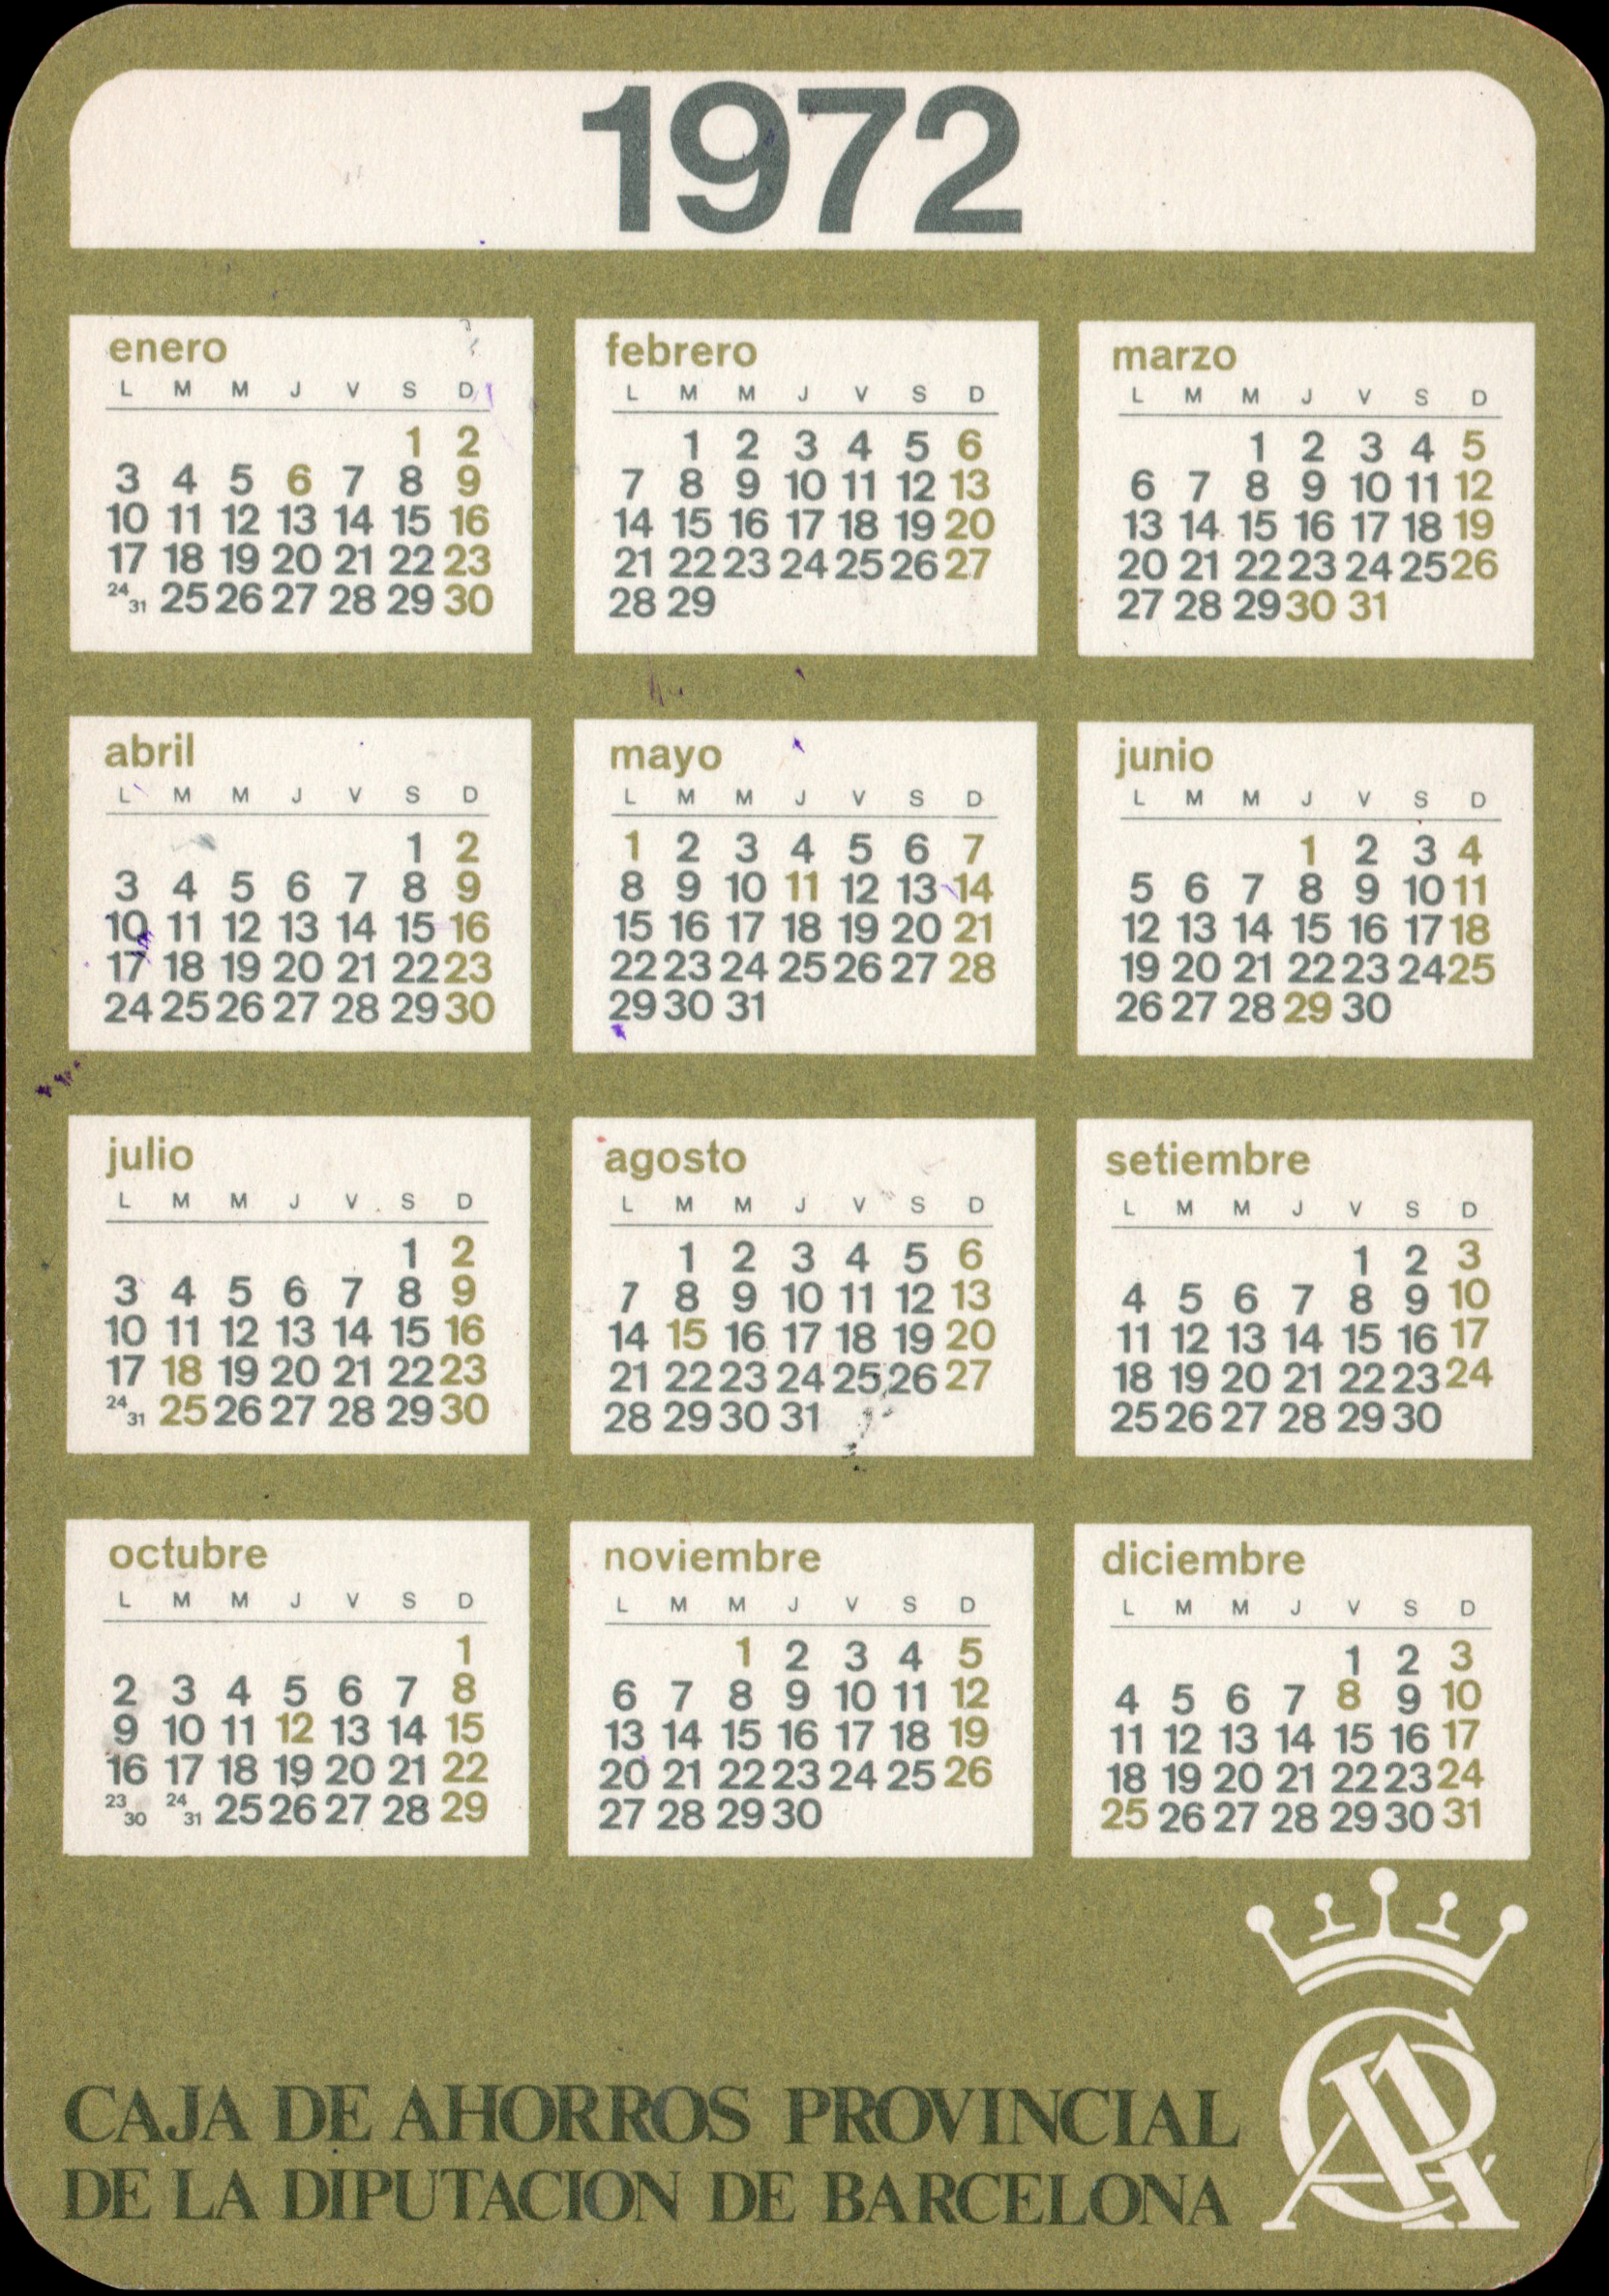 1972
enero
L M M J V S D
1 2
3 4 5 6 7 8 9
10 11 12 13 14 15 16
17 18 19 20 21 22 23
24 31 25 26 27 28 29 30
febrero
L M M J V S D
1 2 3 4 5 6
7 8 9 10 11 12 13
14 15 16 17 18 19 20
21 22 23 24 25 26 27
28 29
marzo
L M M J V S D
1 2 3 4 5
6 7 8 9 10 11 12
13 14 15 16 17 18 19
20 21 22 23 24 25 26
27 28 29 30 31
abril
L M M J V S D
1 2
3 4 5 6 7 8 9
10 11 12 13 14 15 16
17 18 19 20 21 22 23
24 25 26 27 28 29 30
mayo
L M M J V S D
1 2 3 4 5 6 7
8 9 10 11 12 13 14
15 16 17 18 19 20 21
22 23 24 25 26 27 28
29 30 31
junio
L M M J V S D
1 2 3 4
5 6 7 8 9 10 11
12 13 14 15 16 17 18
19 20 21 22 23 24 25
26 27 28 29 30
julio
L M M J V S D
1 2
3 4 5 6 7 8 9
10 11 12 13 14 15 16
17 18 19 20 21 22 23
24 31 25 26 27 28 29 30
agosto
L M M J V S D
1 2 3 4 5 6
7 8 9 10 11 12 13
14 15 16 17 18 19 20
21 22 23 24 25 26 27
28 29 30 31
setiembre
L M M J V S D
1 2 3
4 5 6 7 8 9 10
11 12 13 14 15 16 17
18 19 20 21 22 23 24
25 26 27 28 29 30
octubre
L M M J V S D
1
2 3 4 5 6 7 8
9 10 11 12 13 14 15
16 17 18 19 20 21 22
23 30 24 31 25 26 27 28 29
noviembre
L M M J V S D
1 2 3 4 5
6 7 8 9 10 11 12
13 14 15 16 17 18 19
20 21 22 23 24 25 26
27 28 29 30
diciembre
L M M J V S D
1 2 3
4 5 6 7 8 9 10
11 12 13 14 15 16 17
18 19 20 21 22 23 24
25 26 27 28 29 30 31
CAJA DE AHORROS PROVINCIAL
DE LA DIPUTACION DE BARCELONA